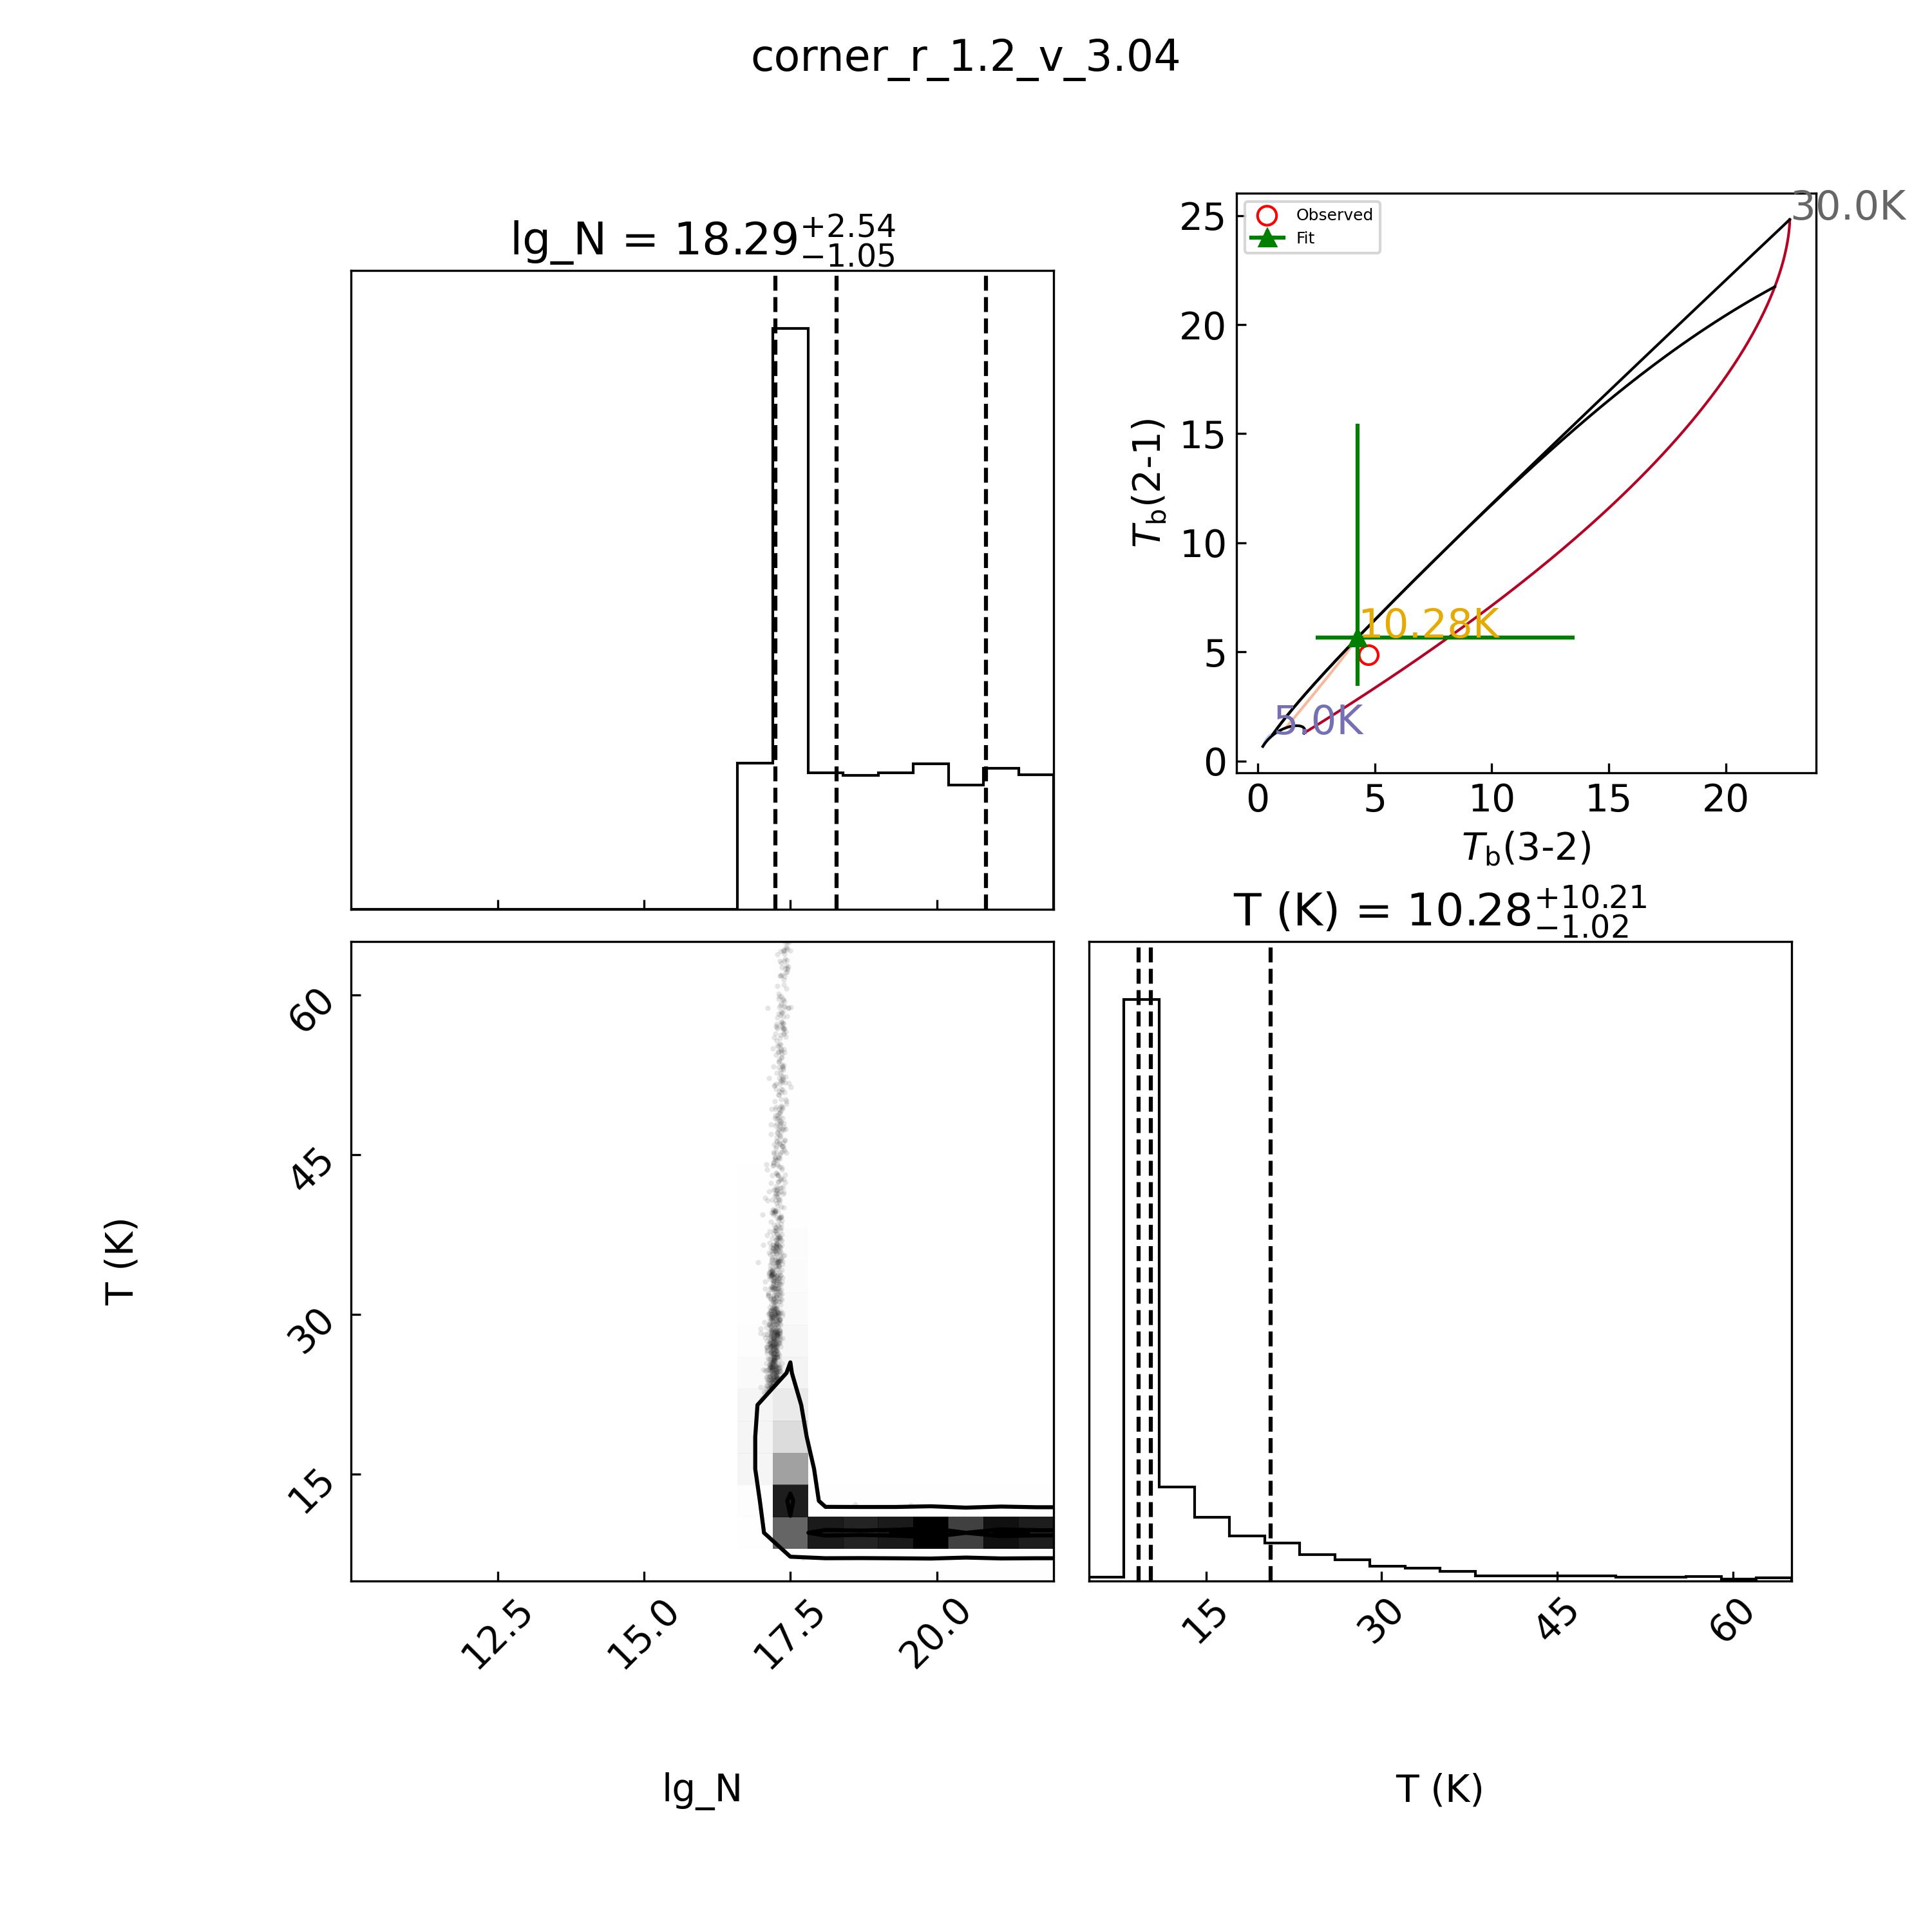 corner_r_1.2_v_3.04
lg_N = 18.29+2.54−1.05
25
20
15
10
5
0
Tb(2-1)
Observed
Fit
30.0K
10.28K
5.0K
0 5 10 15 20
Tb(3-2)
T (K) = 10.28+10.21−1.02
60
45
30
15
T (K)
12.5 15.0 17.5 20.0
lg_N
15 30 45 60
T (K)